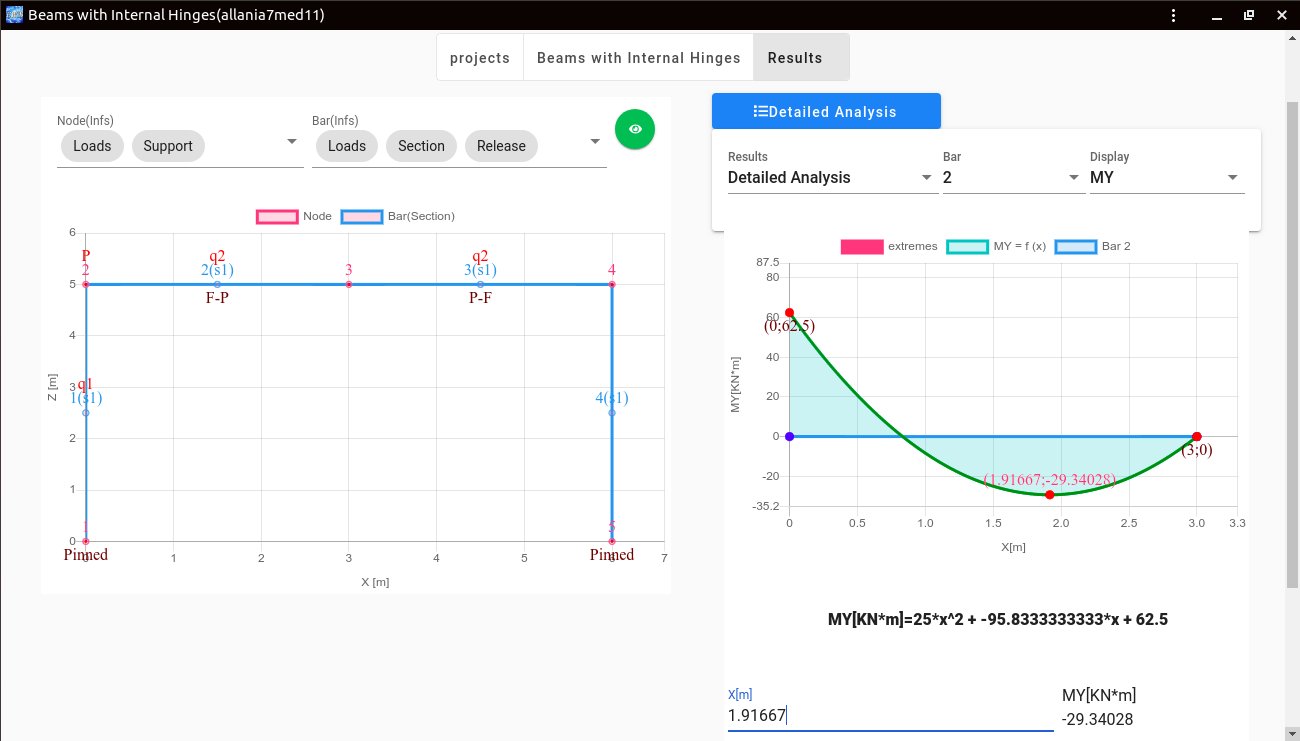 Beams with Internal Hinges(allania7med11)
projects
Beams with Internal Hinges
Results
Node(Infs)
Loads
Support
Bar(Infs)
Loads
Section
Release
Detailed Analysis
Results
Detailed Analysis
Bar
2
Display
MY
Node
Bar(Section)
6
P
q2
q2
2
2(s1)
3
3(s1)
4
5
F-P
P-F
4
3
q1
1(s1)
4(s1)
Z [m]
2
1
1
5
0
Pinned
Pinned
0
1
2
3
4
5
6
7
X [m]
extremes
MY = f (x)
Bar 2
87.5
80
60
(0;62.5)
40
20
0
(3;0)
-20
(1.91667;-29.34028)
-35.2
MY[KN*m]
0
0.5
1.0
1.5
2.0
2.5
3.0
3.3
X[m]
MY[KN*m]=25*x^2 + -95.8333333333*x + 62.5
X[m]
1.91667
MY[KN*m]
-29.34028